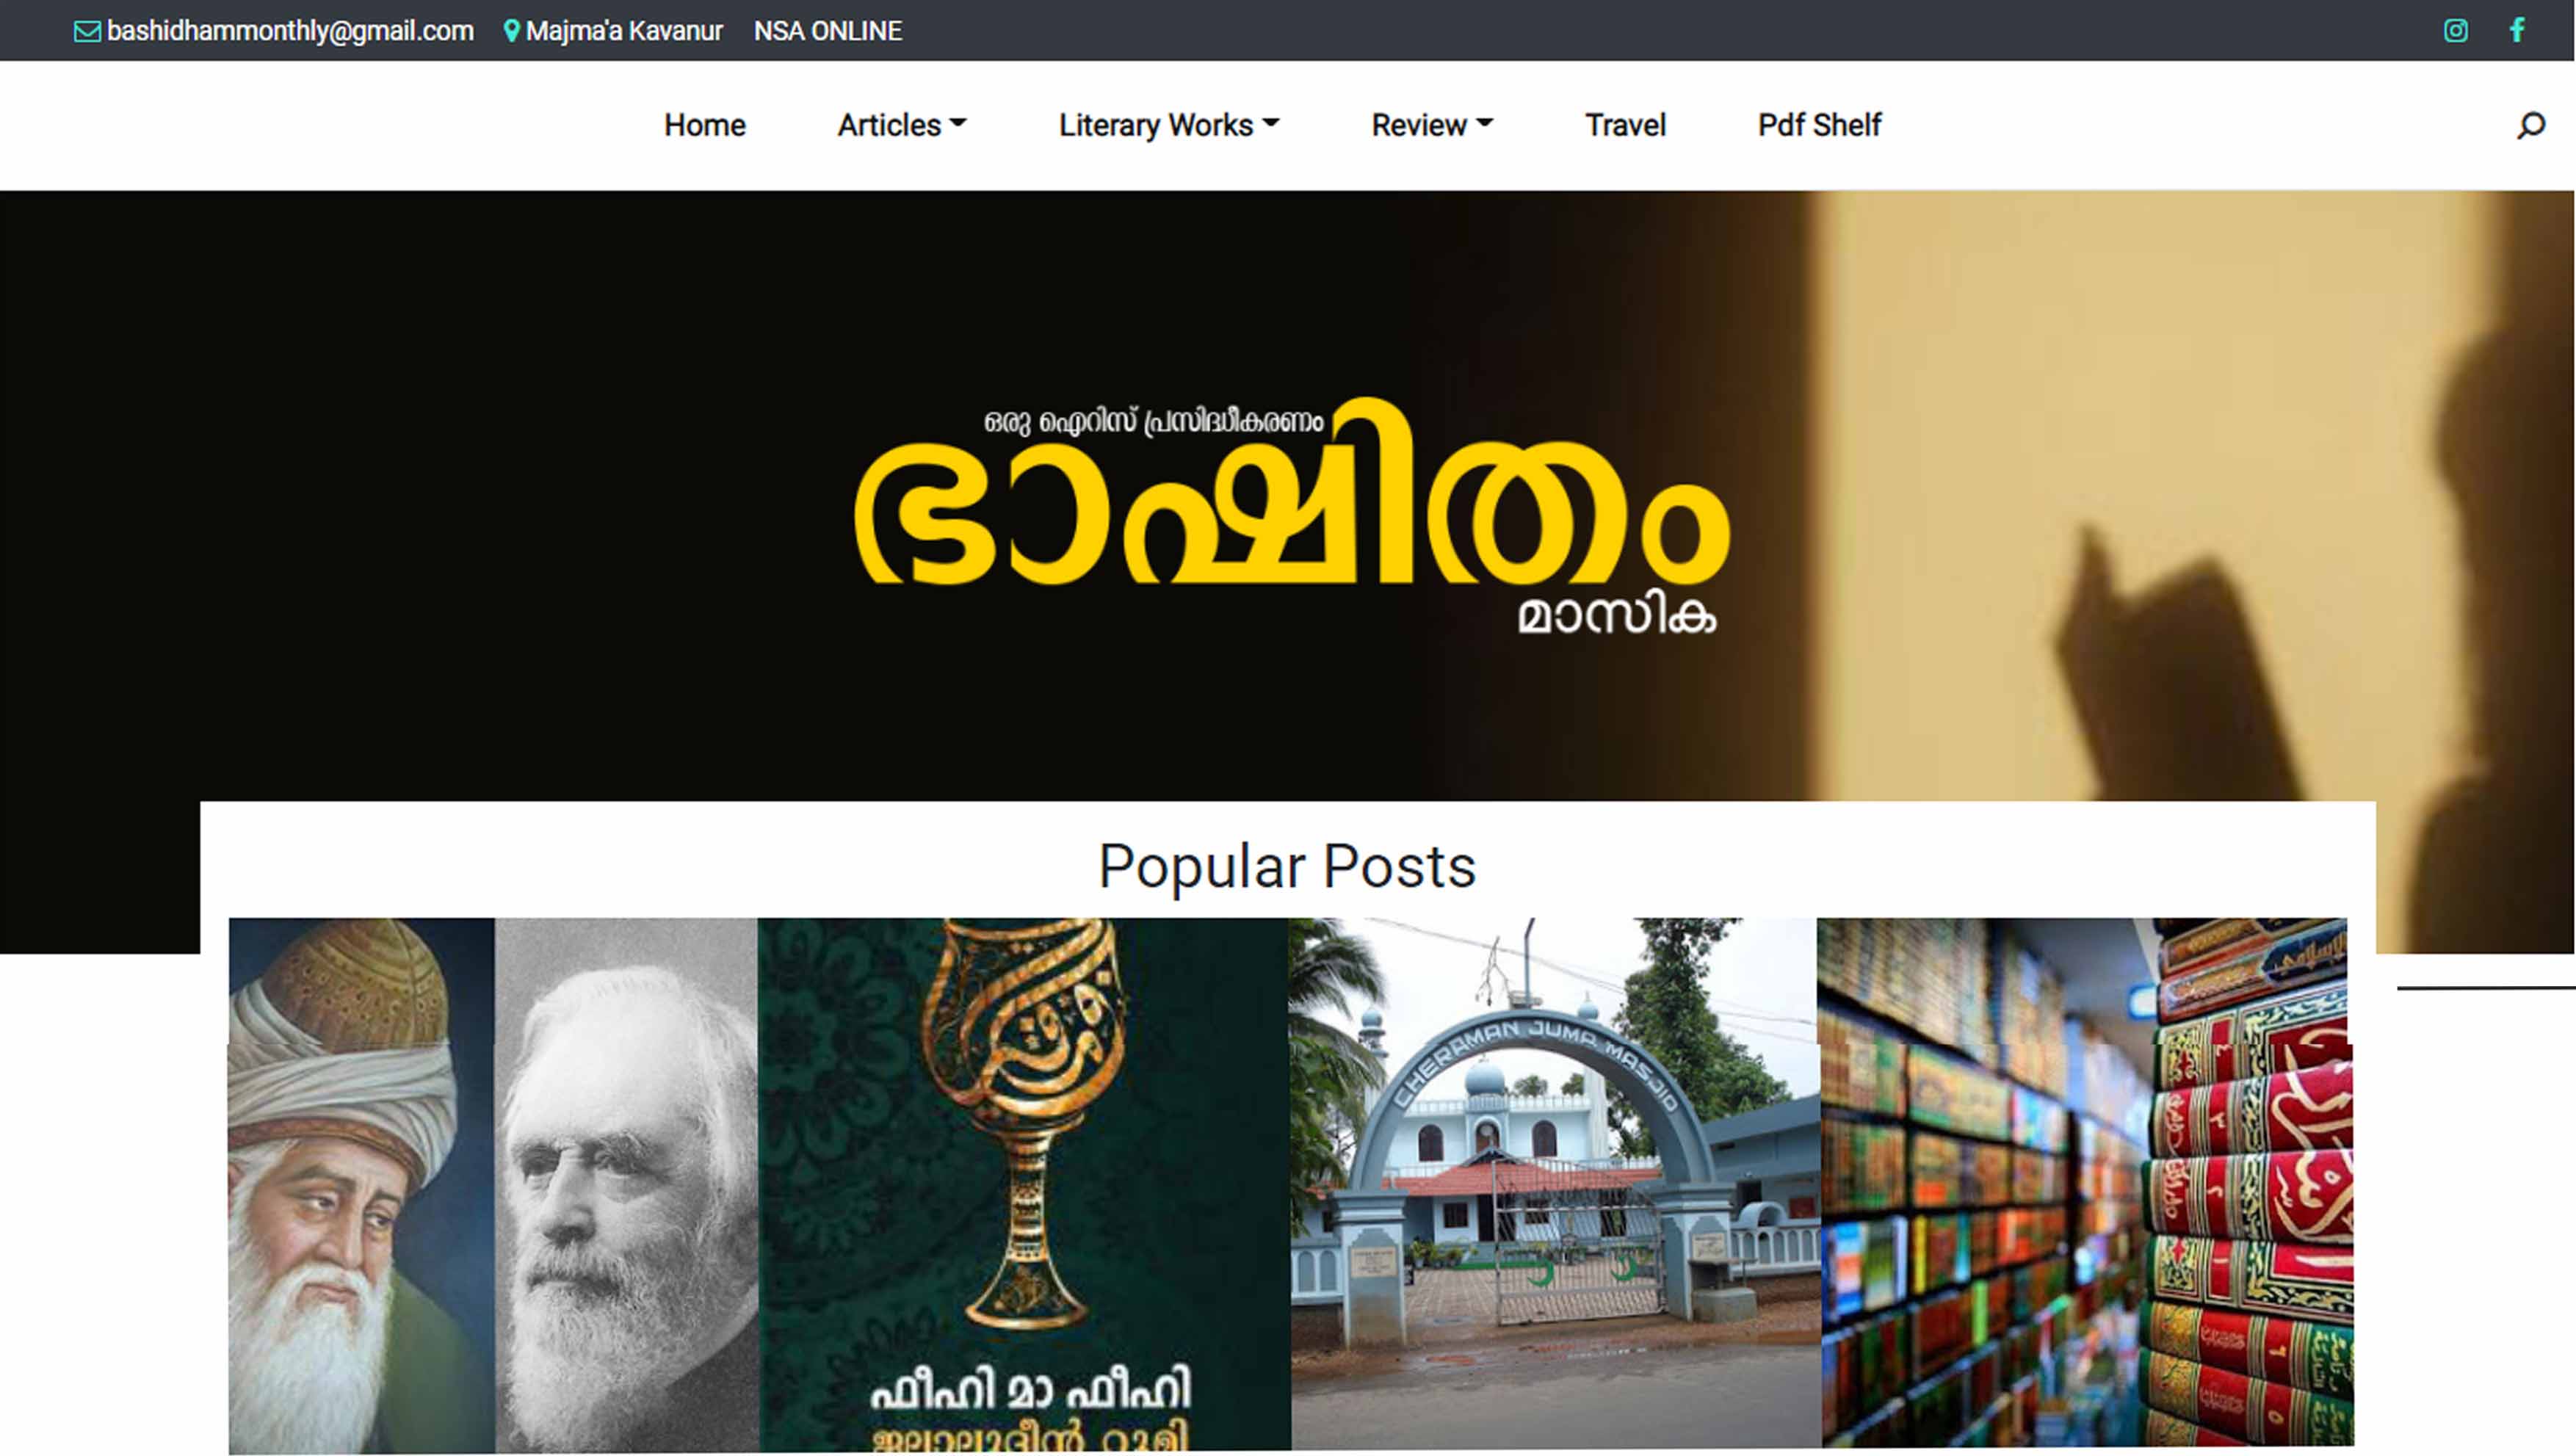 bashidhammonthly@gmail.com Majma'a Kavanur NSA ONLINE
Home Articles Literary Works Review Travel Pdf Shelf
ഒരു ഐറിസ് പ്രസിദ്ധീകരണം
ഭാഷിതം
മാസിക
Popular Posts
CHERAMAN JUMA MASJID
ഫീഹി മാ ഫീഹി
ജലാലുദ്ദീൻ റൂമി